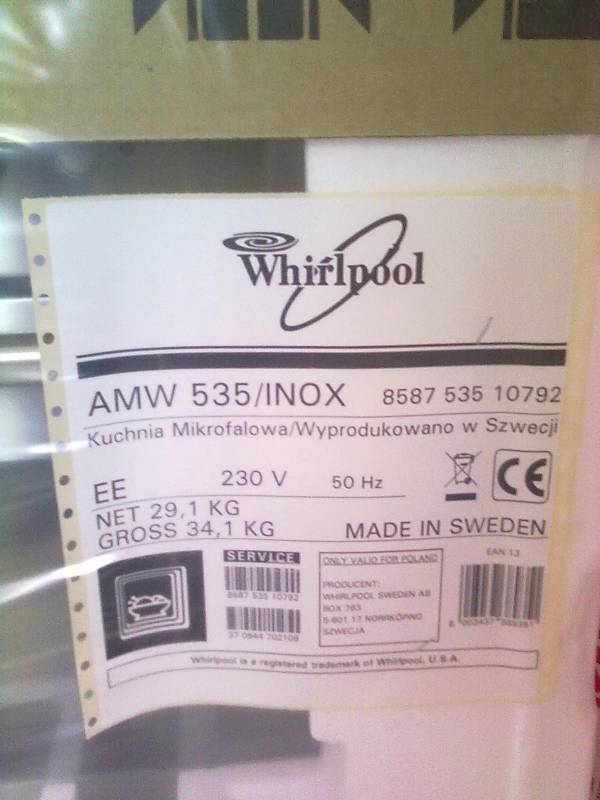 Whirlpool
AMW 535/INOX 8587 535 10792
Kuchnia Mikrofalowa/Wyprodukowano w Szwecji
EE 230 V 50 Hz
CE
NET 29,1 KG
GROSS 34,1 KG
MADE IN SWEDEN
SERVICE
8587 535 10792
37 0944 702109
ONLY VALID FOR POLAND
PRODUCENT:
WHIRLPOOL SWEDEN AB
BOX 763
S-601 17 NORRKÖPING
SZWECJA
EAN 13
Whirlpool is a registered trademark of Whirlpool, U.S.A.